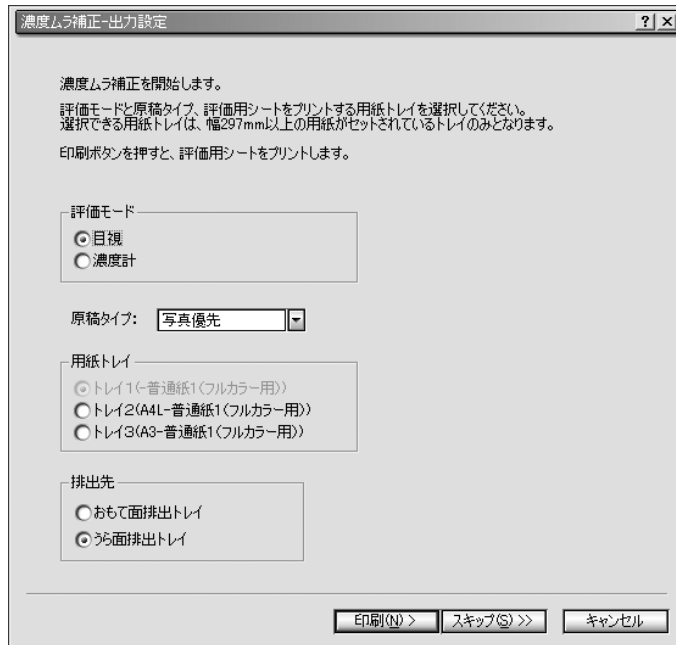 濃度ムラ補正-出力設定
濃度ムラ補正を開始します。
評価モードと原稿タイプ、評価用シートをプリントする用紙トレイを選択してください。
選択できる用紙トレイは、幅297mm以上の用紙がセットされているトレイのみとなります。
印刷ボタンを押すと、評価用シートをプリントします。
評価モード
目視
濃度計
原稿タイプ: 写真優先
用紙トレイ
トレイ1(-普通紙1(フルカラー用))
トレイ2(A4L-普通紙1(フルカラー用))
トレイ3(A3-普通紙1(フルカラー用))
排出先
おもて面排出トレイ
うら面排出トレイ
印刷(N) > スキップ(S) >> キャンセル